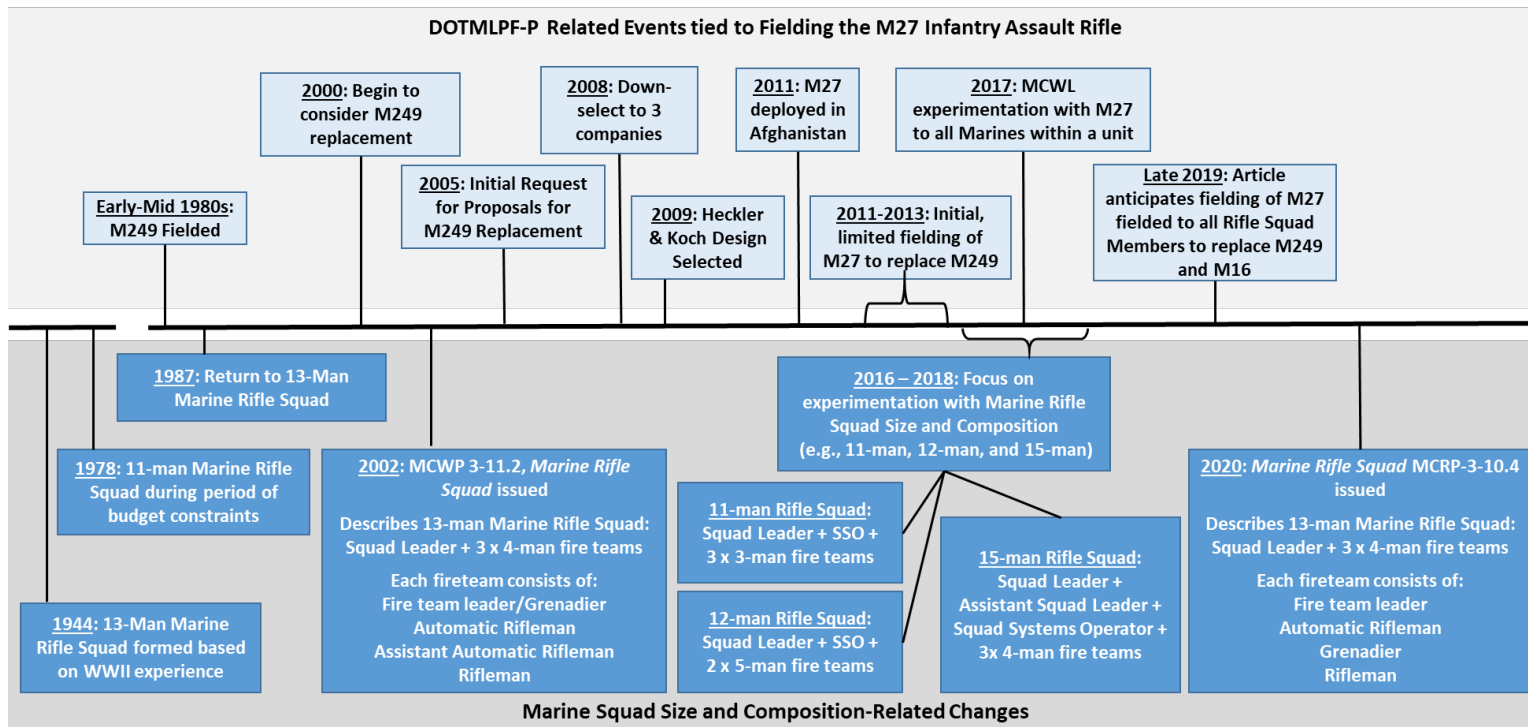 DOTMLPF-P Related Events tied to Fielding the M27 Infantry Assault Rifle
2000: Begin to
consider M249
replacement
2008: Down-
select to 3
companies
2011: M27
deployed in
Afghanistan
2017: MCWL
experimentation with M27
to all Marines within a unit
Early-Mid 1980s:
M249 Fielded
2005: Initial Request
for Proposals for
M249 Replacement
2009: Heckler
& Koch Design
Selected
2011-2013: Initial,
limited fielding of
M27 to replace M249
Late 2019: Article
anticipates fielding of M27
fielded to all Rifle Squad
Members to replace M249
and M16
1987: Return to 13-Man
Marine Rifle Squad
2016 – 2018: Focus on
experimentation with Marine Rifle
Squad Size and Composition
(e.g., 11-man, 12-man, and 15-man)
1978: 11-man Marine Rifle
Squad during period of
budget constraints
2002: MCWP 3-11.2, Marine Rifle
Squad issued
Describes 13-man Marine Rifle Squad:
Squad Leader + 3 x 4-man fire teams
Each fireteam consists of:
Fire team leader/Grenadier
Automatic Rifleman
Assistant Automatic Rifleman
Rifleman
11-man Rifle Squad:
Squad Leader + SSO +
3 x 3-man fire teams
12-man Rifle Squad:
Squad Leader + SSO +
2 x 5-man fire teams
15-man Rifle Squad:
Squad Leader +
Assistant Squad Leader +
Squad Systems Operator +
3x 4-man fire teams
2020: Marine Rifle Squad MCRP-3-10.4
issued
Describes 13-man Marine Rifle Squad:
Squad Leader + 3 x 4-man fire teams
Each fireteam consists of:
Fire team leader
Automatic Rifleman
Grenadier
Rifleman
1944: 13-Man Marine
Rifle Squad formed based
on WWII experience
Marine Squad Size and Composition-Related Changes